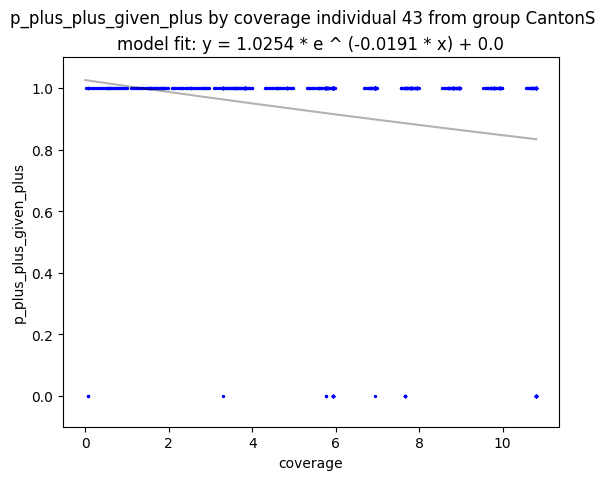 p_plus_plus_given_plus by coverage individual 43 from group CantonS
model fit: y = 1.0254 * e ^ (-0.0191 * x) + 0.0
1.0
0.8
0.6
0.4
0.2
0.0
p_plus_plus_given_plus
0 2 4 6 8 10
coverage